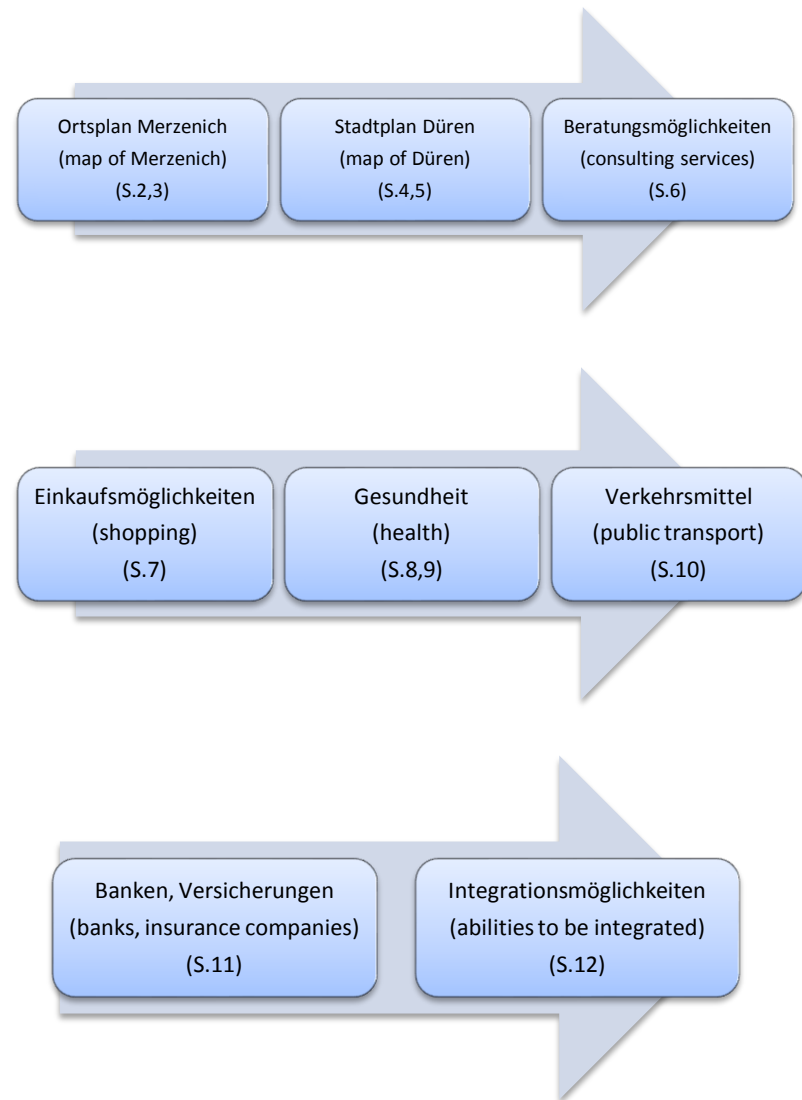 Ortsplan Merzenich
(map of Merzenich)
(S.2,3)
Stadtplan Düren
(map of Düren)
(S.4,5)
Beratungsmöglichkeiten
(consulting services)
(S.6)
Einkaufsmöglichkeiten
(shopping)
(S.7)
Gesundheit
(health)
(S.8,9)
Verkehrsmittel
(public transport)
(S.10)
Banken, Versicherungen
(banks, insurance companies)
(S.11)
Integrationsmöglichkeiten
(abilities to be integrated)
(S.12)